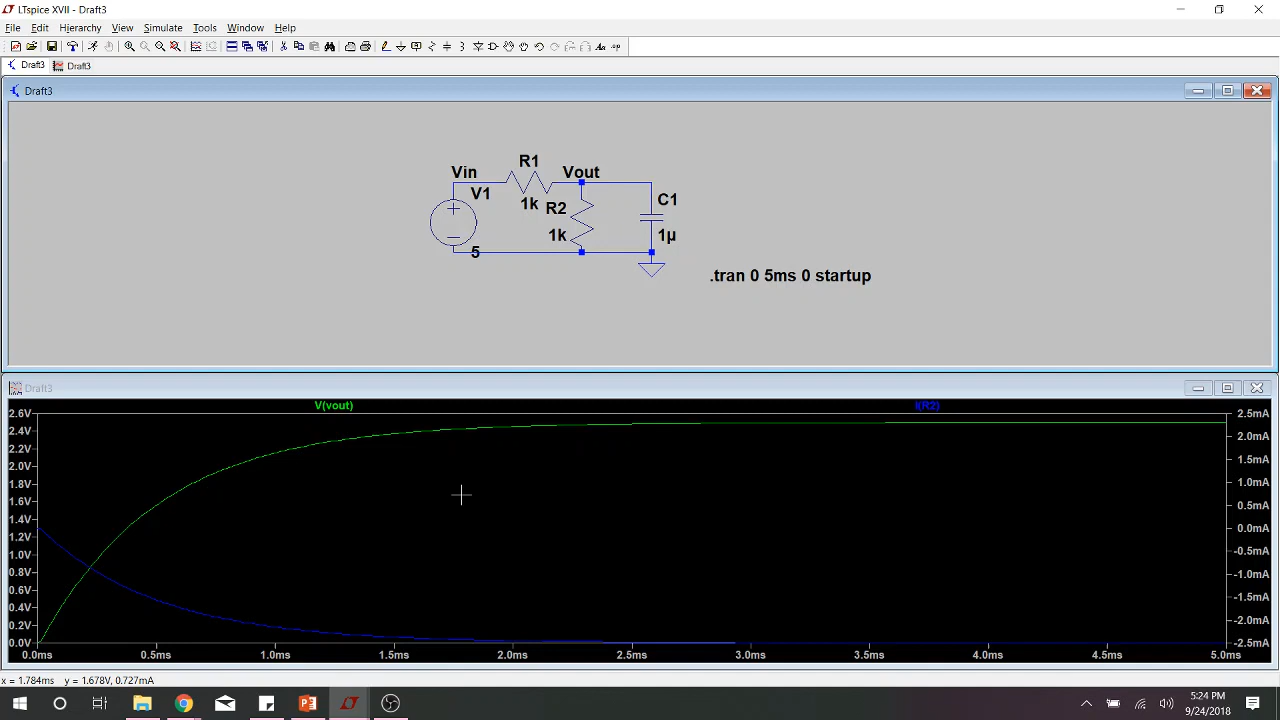 LTspice XVII - Draft3
File Edit Hierarchy View Simulate Tools Window Help
Draft3 Draft3
Draft3
R1
Vin Vout
V1 C1
1k R2
1k 1µ
5
.tran 0 5ms 0 startup
Draft3
V(vout) I(R2)
2.6V 2.5mA
2.4V 2.0mA
2.2V 1.5mA
2.0V 1.0mA
1.8V 0.5mA
1.6V 0.0mA
1.4V -0.5mA
1.2V -1.0mA
1.0V -1.5mA
0.8V -2.0mA
0.6V -2.5mA
0.4V
0.2V
0.0V
0.0ms 0.5ms 1.0ms 1.5ms 2.0ms 2.5ms 3.0ms 3.5ms 4.0ms 4.5ms 5.0ms
x = 1.784ms y = 1.678V, 0.727mA
5:24 PM
9/24/2018